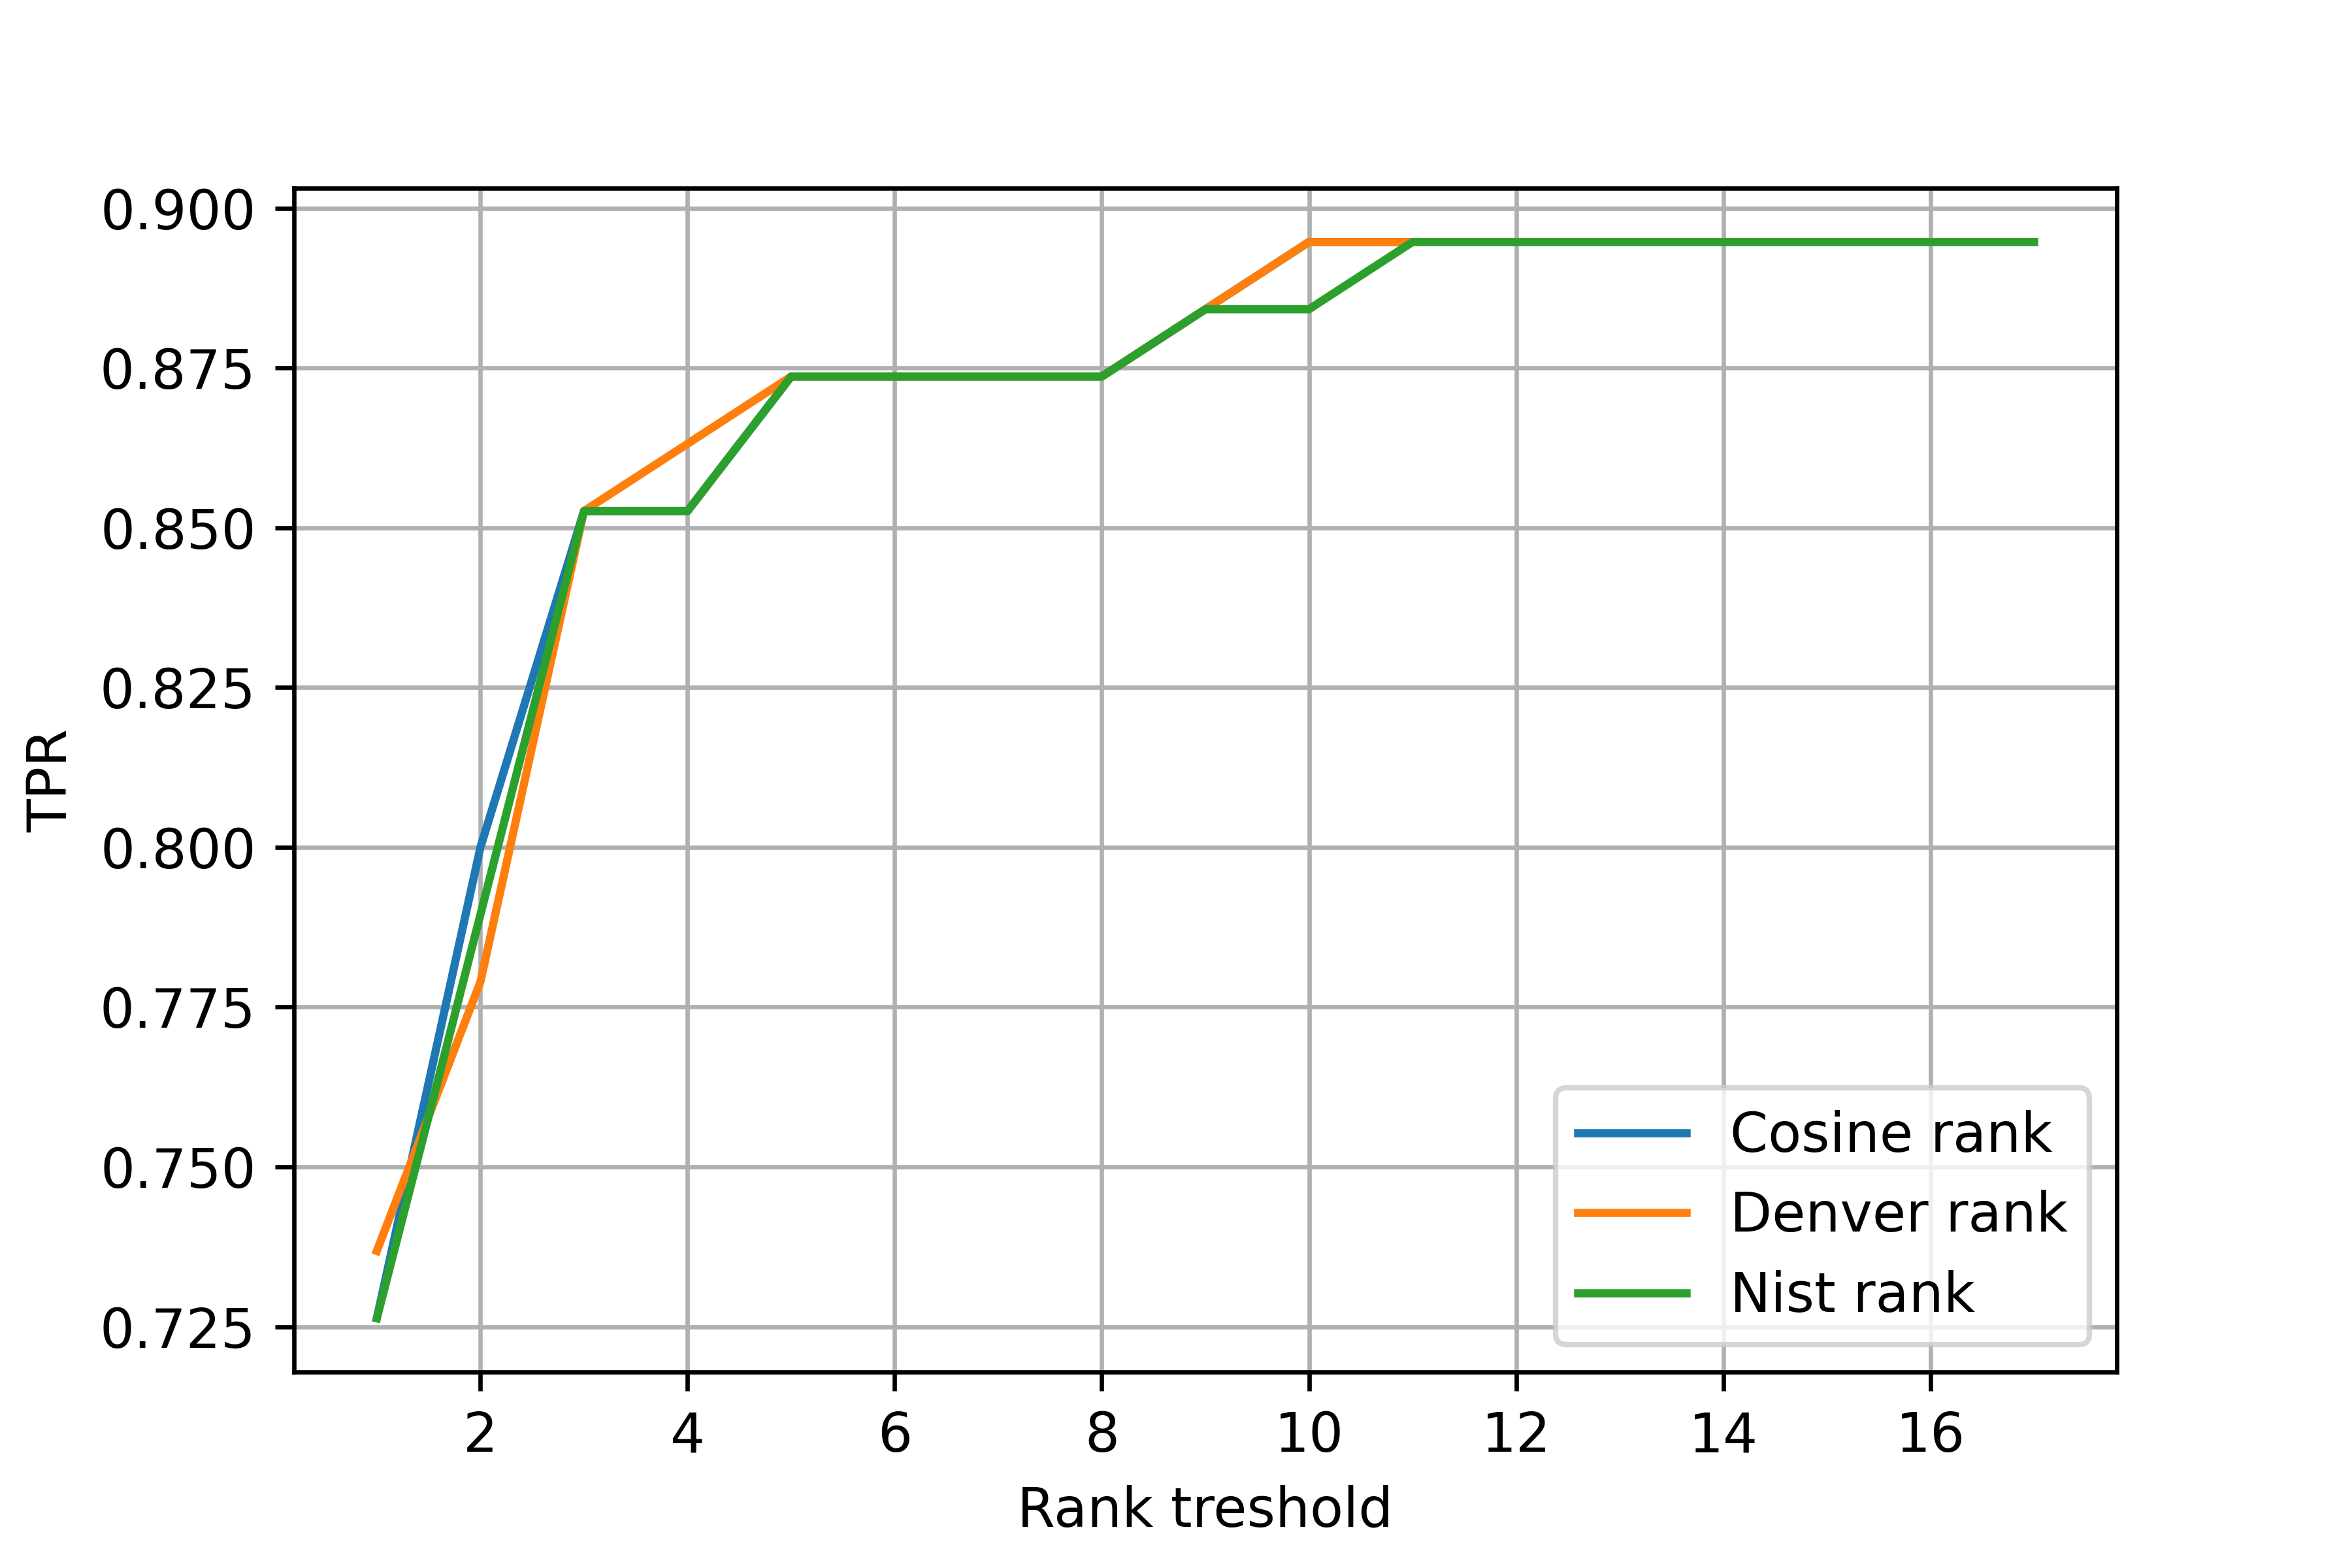 0.900
0.875
0.850
0.825
0.800
0.775
0.750
0.725
TPR
2 4 6 8 10 12 14 16
Rank treshold
Cosine rank
Denver rank
Nist rank